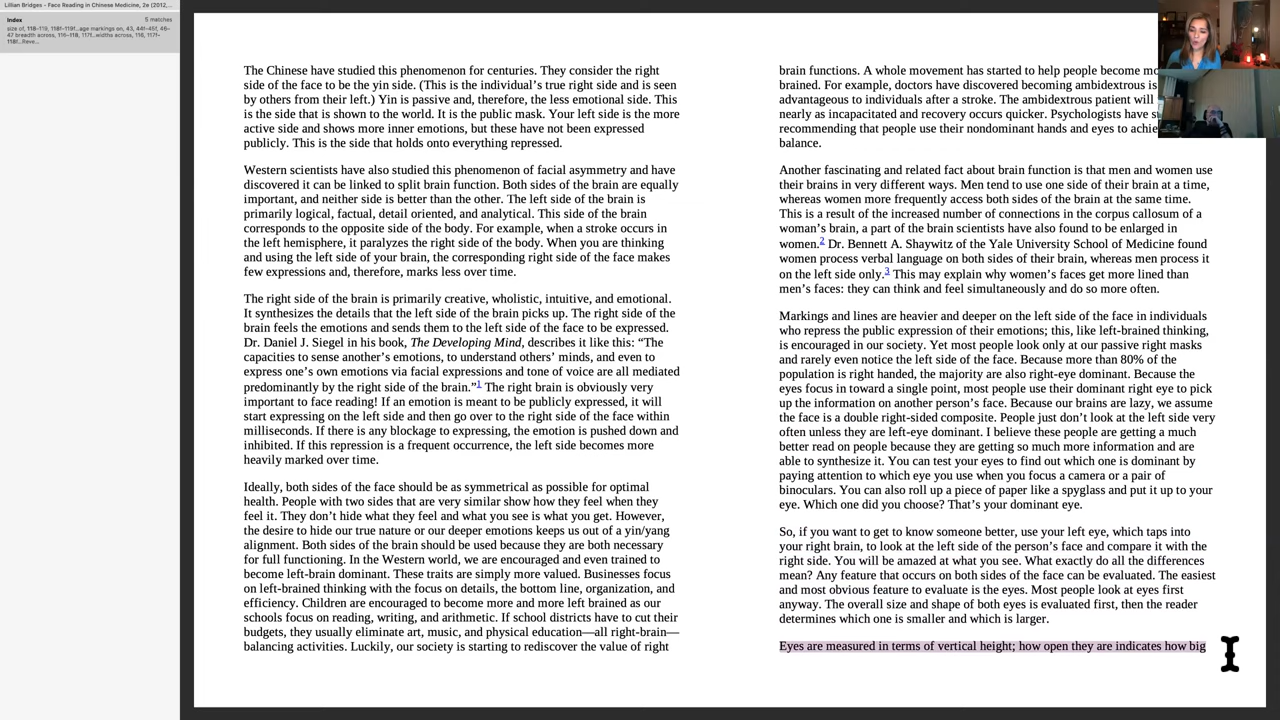 Lillian Bridges - Face Reading in Chinese Medicine, 2e (2012,...
Index
5 matches
size of, 118–119, 118f–119f...age markings on, 43, 44f–45f, 46–
47 breadth across, 116–118, 117f...widths across, 116, 117f–
118f...Reve...
The Chinese have studied this phenomenon for centuries. They consider the right
side of the face to be the yin side. (This is the individual’s true right side and is seen
by others from their left.) Yin is passive and, therefore, the less emotional side. This
is the side that is shown to the world. It is the public mask. Your left side is the more
active side and shows more inner emotions, but these have not been expressed
publicly. This is the side that holds onto everything repressed.
Western scientists have also studied this phenomenon of facial asymmetry and have
discovered it can be linked to split brain function. Both sides of the brain are equally
important, and neither side is better than the other. The left side of the brain is
primarily logical, factual, detail oriented, and analytical. This side of the brain
corresponds to the opposite side of the body. For example, when a stroke occurs in
the left hemisphere, it paralyzes the right side of the body. When you are thinking
and using the left side of your brain, the corresponding right side of the face makes
few expressions and, therefore, marks less over time.
The right side of the brain is primarily creative, wholistic, intuitive, and emotional.
It synthesizes the details that the left side of the brain picks up. The right side of the
brain feels the emotions and sends them to the left side of the face to be expressed.
Dr. Daniel J. Siegel in his book, The Developing Mind, describes it like this: “The
capacities to sense another’s emotions, to understand others’ minds, and even to
express one’s own emotions via facial expressions and tone of voice are all mediated
predominantly by the right side of the brain.”1 The right brain is obviously very
important to face reading! If an emotion is meant to be publicly expressed, it will
start expressing on the left side and then go over to the right side of the face within
milliseconds. If there is any blockage to expressing, the emotion is pushed down and
inhibited. If this repression is a frequent occurrence, the left side becomes more
heavily marked over time.
Ideally, both sides of the face should be as symmetrical as possible for optimal
health. People with two sides that are very similar show how they feel when they
feel it. They don’t hide what they feel and what you see is what you get. However,
the desire to hide our true nature or our deeper emotions keeps us out of a yin/yang
alignment. Both sides of the brain should be used because they are both necessary
for full functioning. In the Western world, we are encouraged and even trained to
become left-brain dominant. These traits are simply more valued. Businesses focus
on left-brained thinking with the focus on details, the bottom line, organization, and
efficiency. Children are encouraged to become more and more left brained as our
schools focus on reading, writing, and arithmetic. If school districts have to cut their
budgets, they usually eliminate art, music, and physical education—all right-brain—
balancing activities. Luckily, our society is starting to rediscover the value of right
brain functions. A whole movement has started to help people become mo
brained. For example, doctors have discovered becoming ambidextrous is
advantageous to individuals after a stroke. The ambidextrous patient will
nearly as incapacitated and recovery occurs quicker. Psychologists have s
recommending that people use their nondominant hands and eyes to achie
balance.
Another fascinating and related fact about brain function is that men and women use
their brains in very different ways. Men tend to use one side of their brain at a time,
whereas women more frequently access both sides of the brain at the same time.
This is a result of the increased number of connections in the corpus callosum of a
woman’s brain, a part of the brain scientists have also found to be enlarged in
women.2 Dr. Bennett A. Shaywitz of the Yale University School of Medicine found
women process verbal language on both sides of their brain, whereas men process it
on the left side only.3 This may explain why women’s faces get more lined than
men’s faces: they can think and feel simultaneously and do so more often.
Markings and lines are heavier and deeper on the left side of the face in individuals
who repress the public expression of their emotions; this, like left-brained thinking,
is encouraged in our society. Yet most people look only at our passive right masks
and rarely even notice the left side of the face. Because more than 80% of the
population is right handed, the majority are also right-eye dominant. Because the
eyes focus in toward a single point, most people use their dominant right eye to pick
up the information on another person’s face. Because our brains are lazy, we assume
the face is a double right-sided composite. People just don’t look at the left side very
often unless they are left-eye dominant. I believe these people are getting a much
better read on people because they are getting so much more information and are
able to synthesize it. You can test your eyes to find out which one is dominant by
paying attention to which eye you use when you focus a camera or a pair of
binoculars. You can also roll up a piece of paper like a spyglass and put it up to your
eye. Which one did you choose? That’s your dominant eye.
So, if you want to get to know someone better, use your left eye, which taps into
your right brain, to look at the left side of the person’s face and compare it with the
right side. You will be amazed at what you see. What exactly do all the differences
mean? Any feature that occurs on both sides of the face can be evaluated. The easiest
and most obvious feature to evaluate is the eyes. Most people look at eyes first
anyway. The overall size and shape of both eyes is evaluated first, then the reader
determines which one is smaller and which is larger.
Eyes are measured in terms of vertical height; how open they are indicates how big